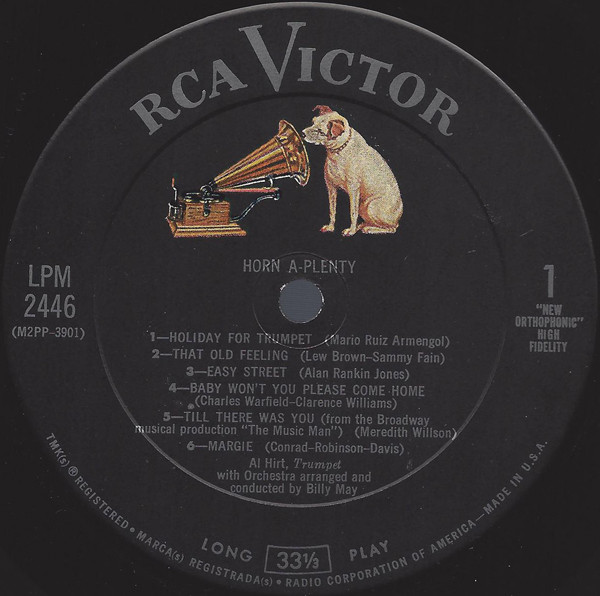 RCA VICTOR
HORN A-PLENTY
LPM
2446
(M2PP-3901)
1
"NEW
ORTHOPHONIC"
HIGH
FIDELITY
1—HOLIDAY FOR TRUMPET (Mario Ruiz Armengol)
2—THAT OLD FEELING (Lew Brown-Sammy Fain)
3—EASY STREET (Alan Rankin Jones)
4—BABY WON'T YOU PLEASE COME HOME
(Charles Warfield-Clarence Williams)
5—TILL THERE WAS YOU (from the Broadway
musical production "The Music Man") (Meredith Willson)
6—MARGIE (Conrad-Robinson-Davis)
Al Hirt, Trumpet
with Orchestra arranged and
conducted by Billy May
LONG 33⅓ PLAY
TMK(s) ® REGISTERED • MARCA(s) REGISTRADA(s) • RADIO CORPORATION OF AMERICA—MADE IN U.S.A.